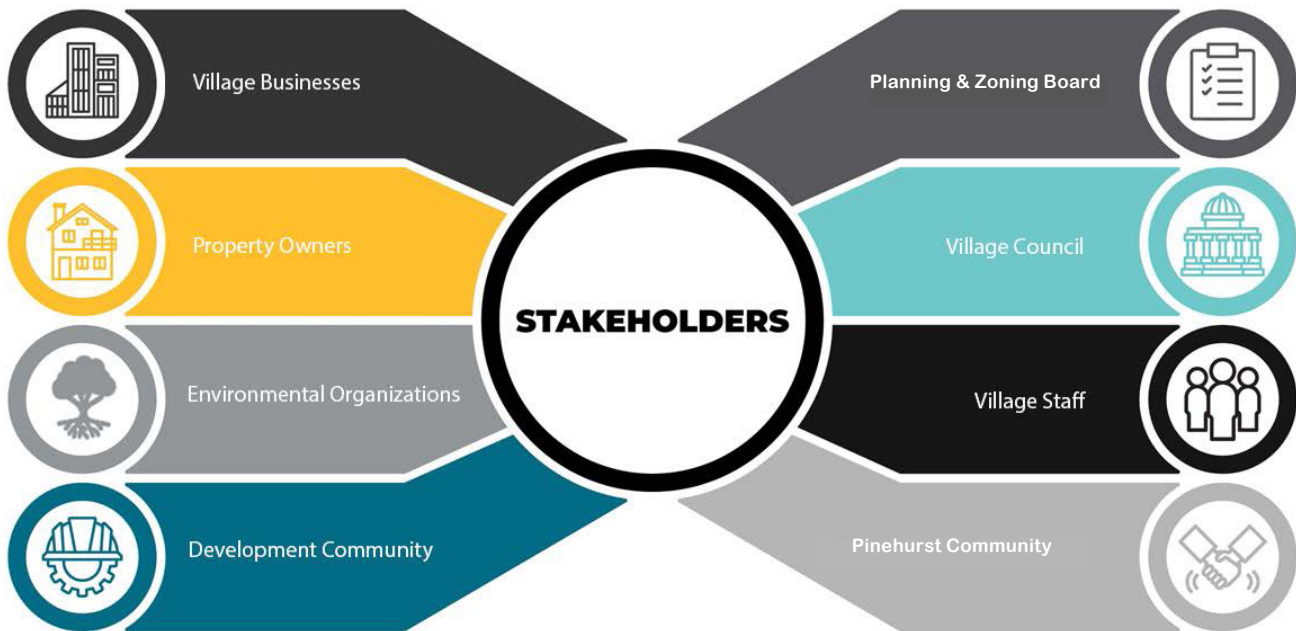 Village Businesses
Planning & Zoning Board
Property Owners
Village Council
STAKEHOLDERS
Environmental Organizations
Village Staff
Development Community
Pinehurst Community